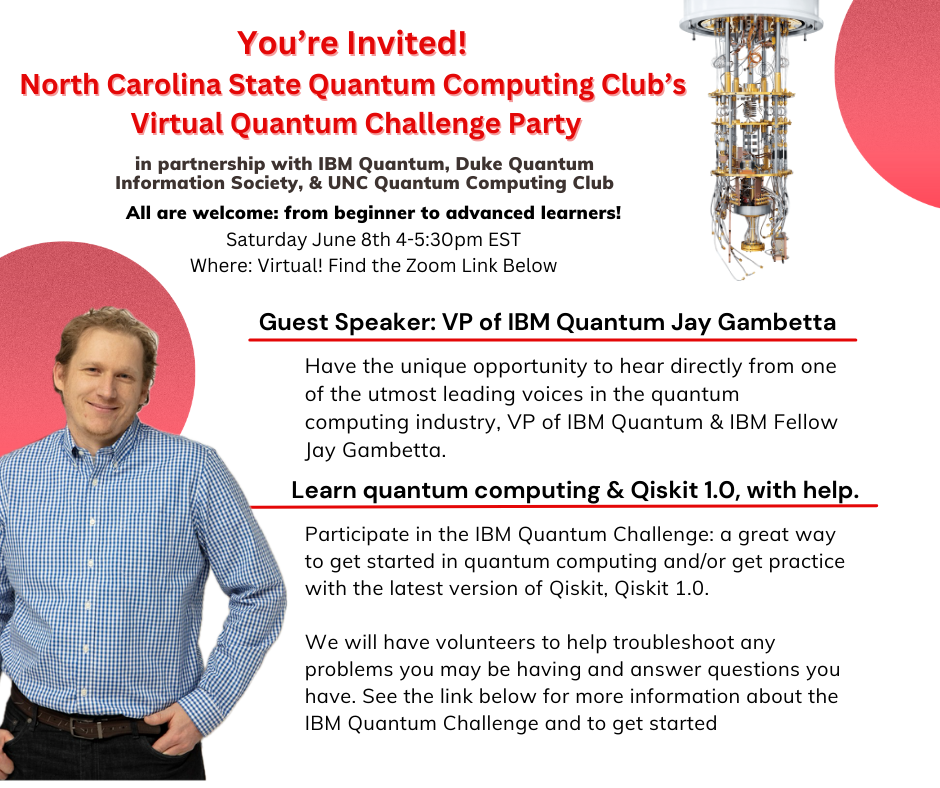 You're Invited!
North Carolina State Quantum Computing Club's
Virtual Quantum Challenge Party
in partnership with IBM Quantum, Duke Quantum
Information Society, & UNC Quantum Computing Club
All are welcome: from beginner to advanced learners!
Saturday June 8th 4-5:30pm EST
Where: Virtual! Find the Zoom Link Below
Guest Speaker: VP of IBM Quantum Jay Gambetta
Have the unique opportunity to hear directly from one
of the utmost leading voices in the quantum
computing industry, VP of IBM Quantum & IBM Fellow
Jay Gambetta.
Learn quantum computing & Qiskit 1.0, with help.
Participate in the IBM Quantum Challenge: a great way
to get started in quantum computing and/or get practice
with the latest version of Qiskit, Qiskit 1.0.
We will have volunteers to help troubleshoot any
problems you may be having and answer questions you
have. See the link below for more information about the
IBM Quantum Challenge and to get started